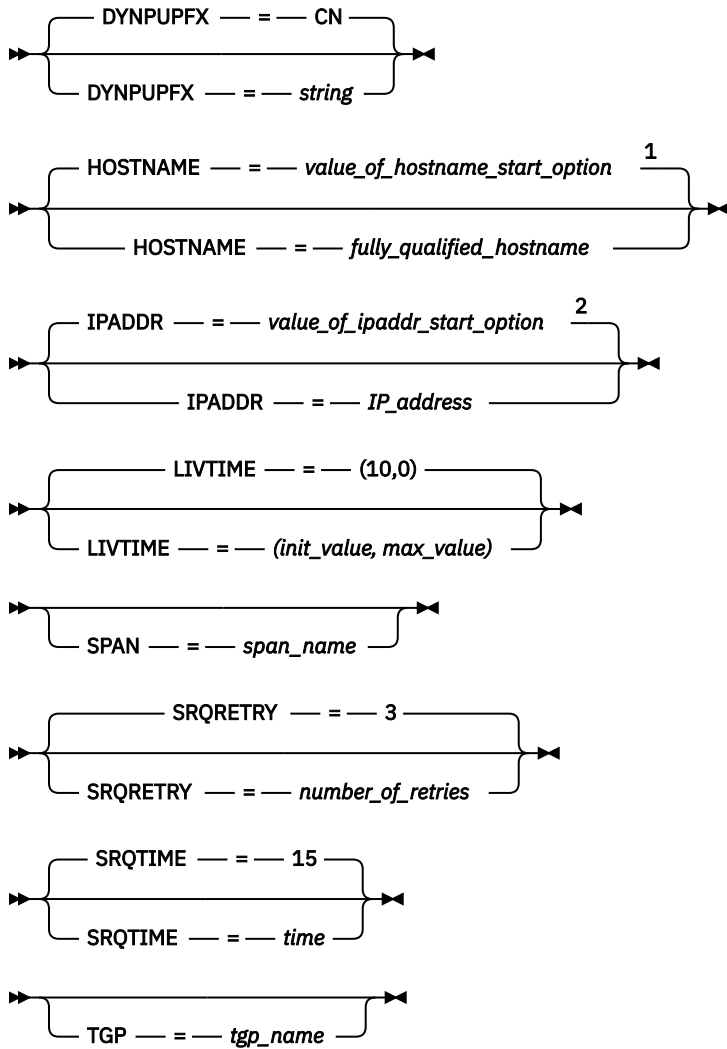 DYNPUPFX = CN
DYNPUPFX = string
HOSTNAME = value_of_hostname_start_option 1
HOSTNAME = fully_qualified_hostname
IPADDR = value_of_ipaddr_start_option 2
IPADDR = IP_address
LIVTIME = (10,0)
LIVTIME = (init_value, max_value)
SPAN = span_name
SRQRETRY = 3
SRQRETRY = number_of_retries
SRQTIME = 15
SRQTIME = time
TGP = tgp_name